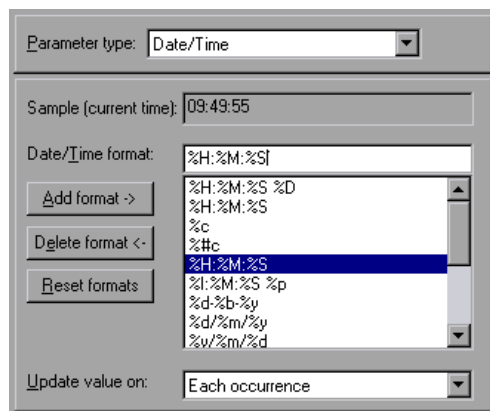 Parameter type: Date/Time
Sample (current time): 09:49:55
Date/Time format: %H:%M:%S
%H:%M:%S %D
Add format ->
%H:%M:%S
%c
Delete format <-
%#c
%H:%M:%S
Reset formats
%I:%M:%S %p
%d-%b-%y
%d/%m/%y
%y/%m/%d
Update value on: Each occurrence